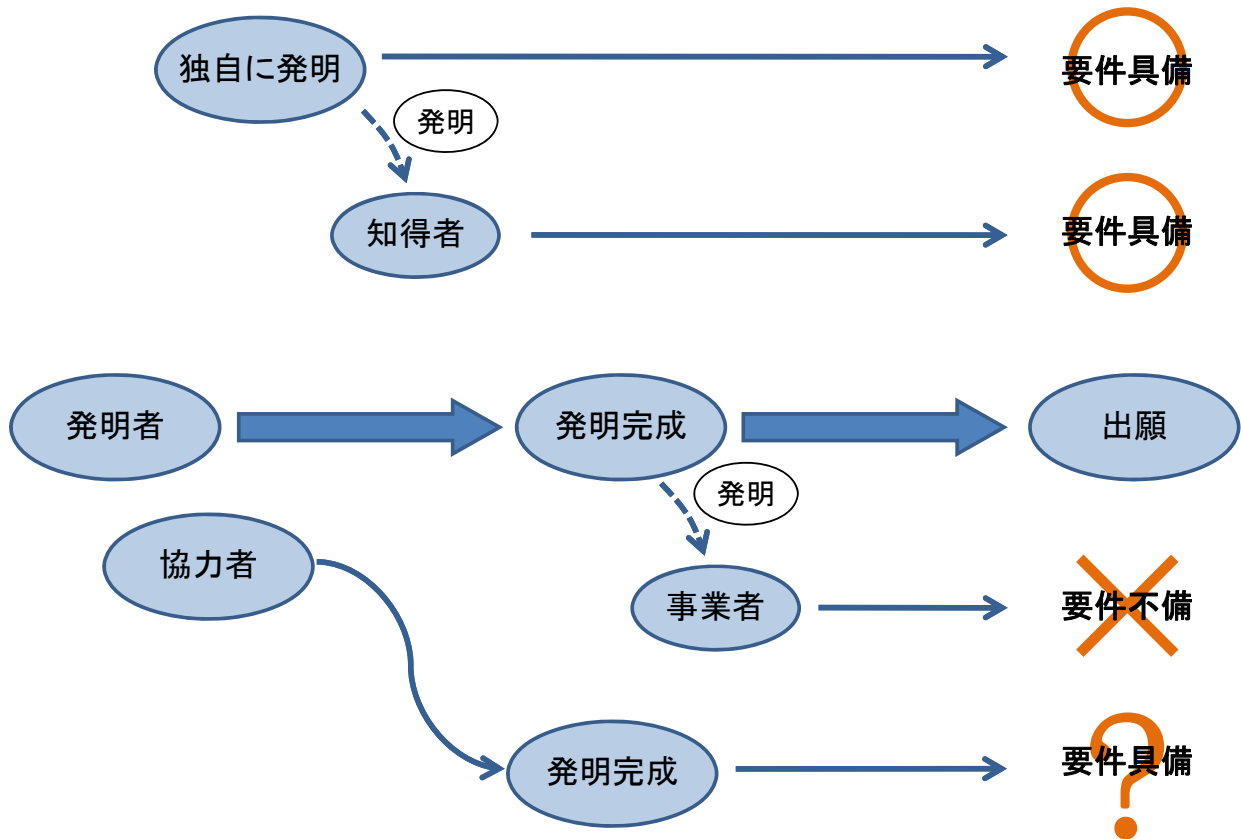 独自に発明
要件具備
発明
知得者
要件具備
発明者
発明完成
出願
発明
協力者
事業者
要件不備
発明完成
要件具備
?